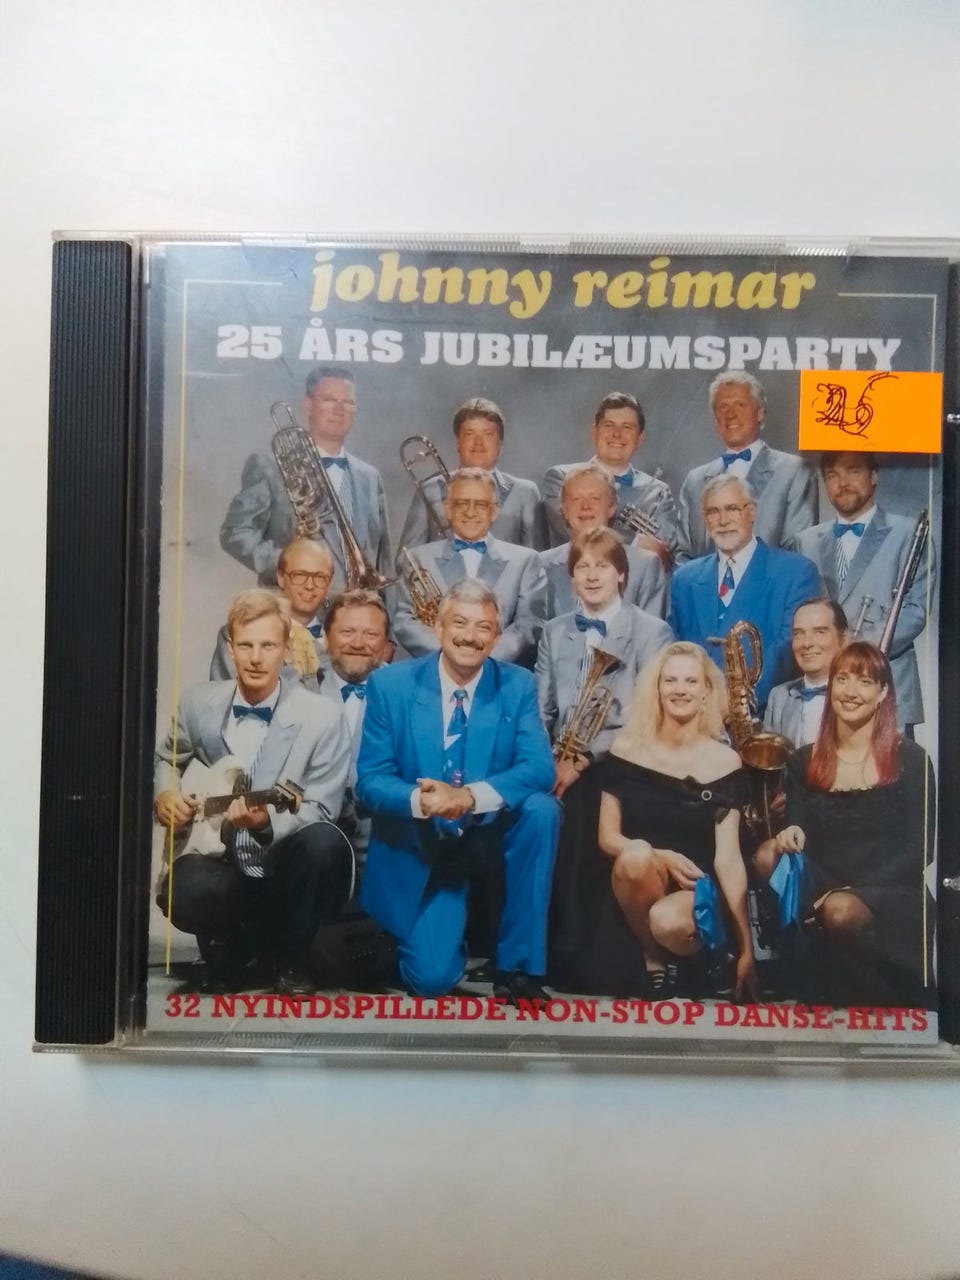 johnny reimar
25 ÅRS JUBILÆUMSPARTY
32 NYINDSPILLEDE NON-STOP DANSE-HITS